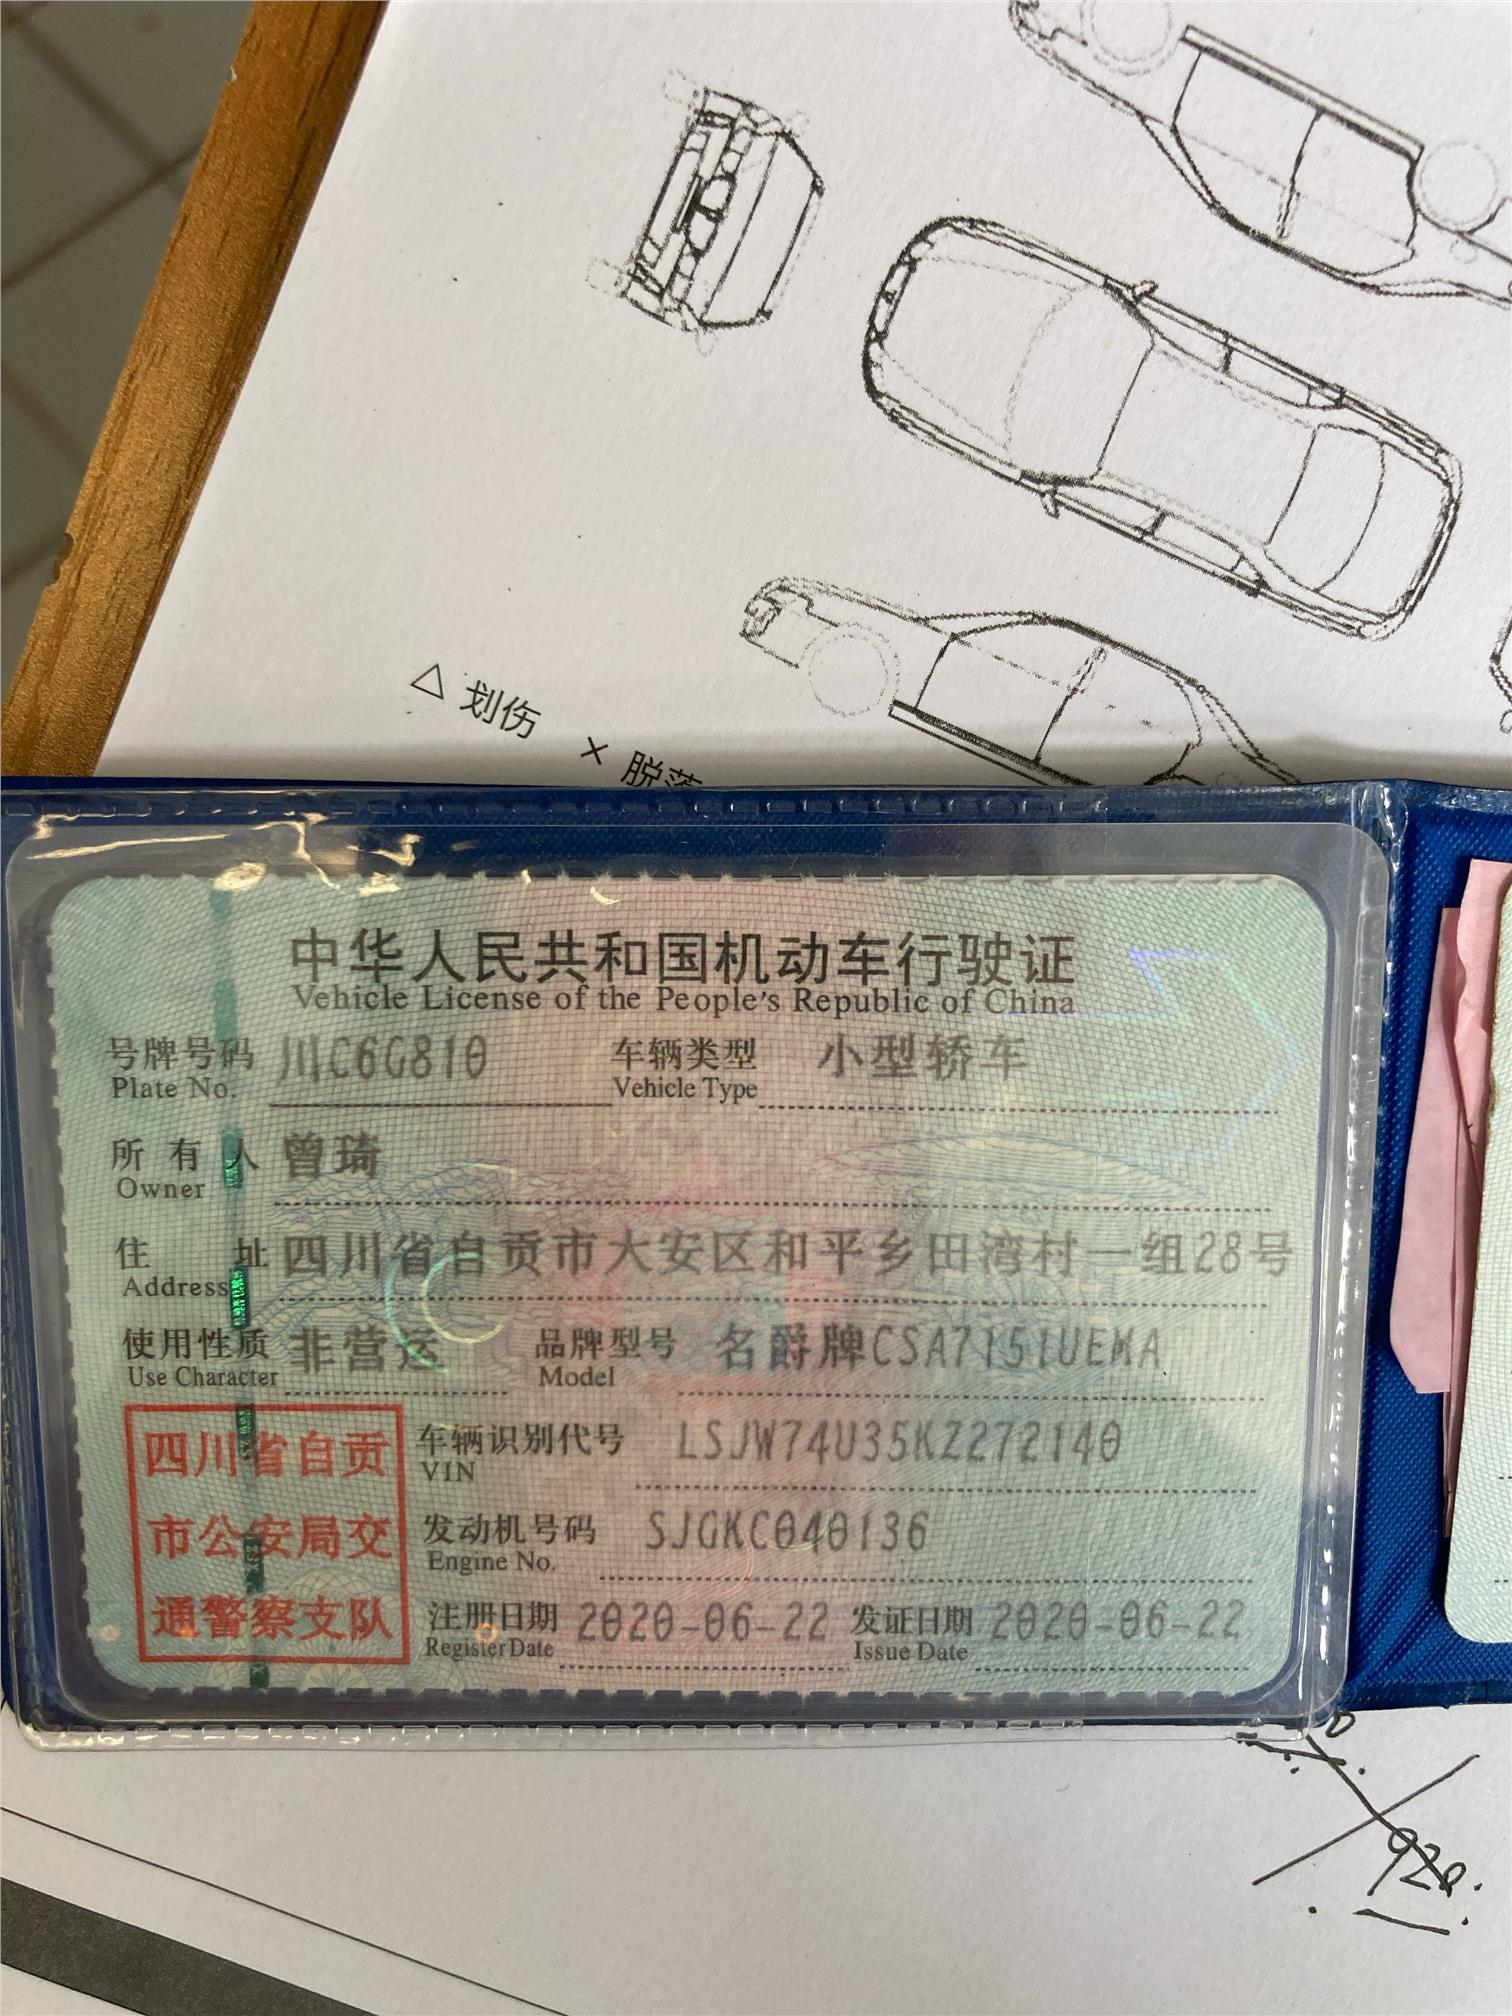 △ 划伤
× 脱落
中华人民共和国机动车行驶证
Vehicle License of the People's Republic of China
号牌号码 川C6G810 车辆类型 小型轿车
Plate No. Vehicle Type
所有人 曾琦
Owner
住址 四川省自贡市大安区和平乡田湾村一组28号
Address
使用性质 非营运 品牌型号 名爵牌CSA7151UEMA
Use Character Model
四川省自贡
市公安局交
通警察支队
车辆识别代号 LSJW74U35KZ272140
VIN
发动机号码 SJGKC040136
Engine No.
注册日期 2020-06-22 发证日期 2020-06-22
Register Date Issue Date